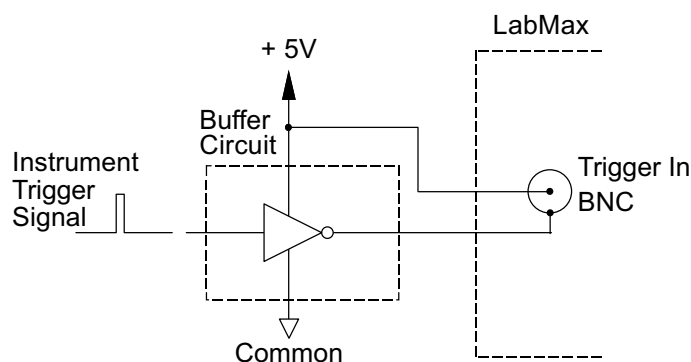 LabMax
+ 5V
Buffer
Circuit
Instrument
Trigger
Signal
Trigger In
BNC
Common